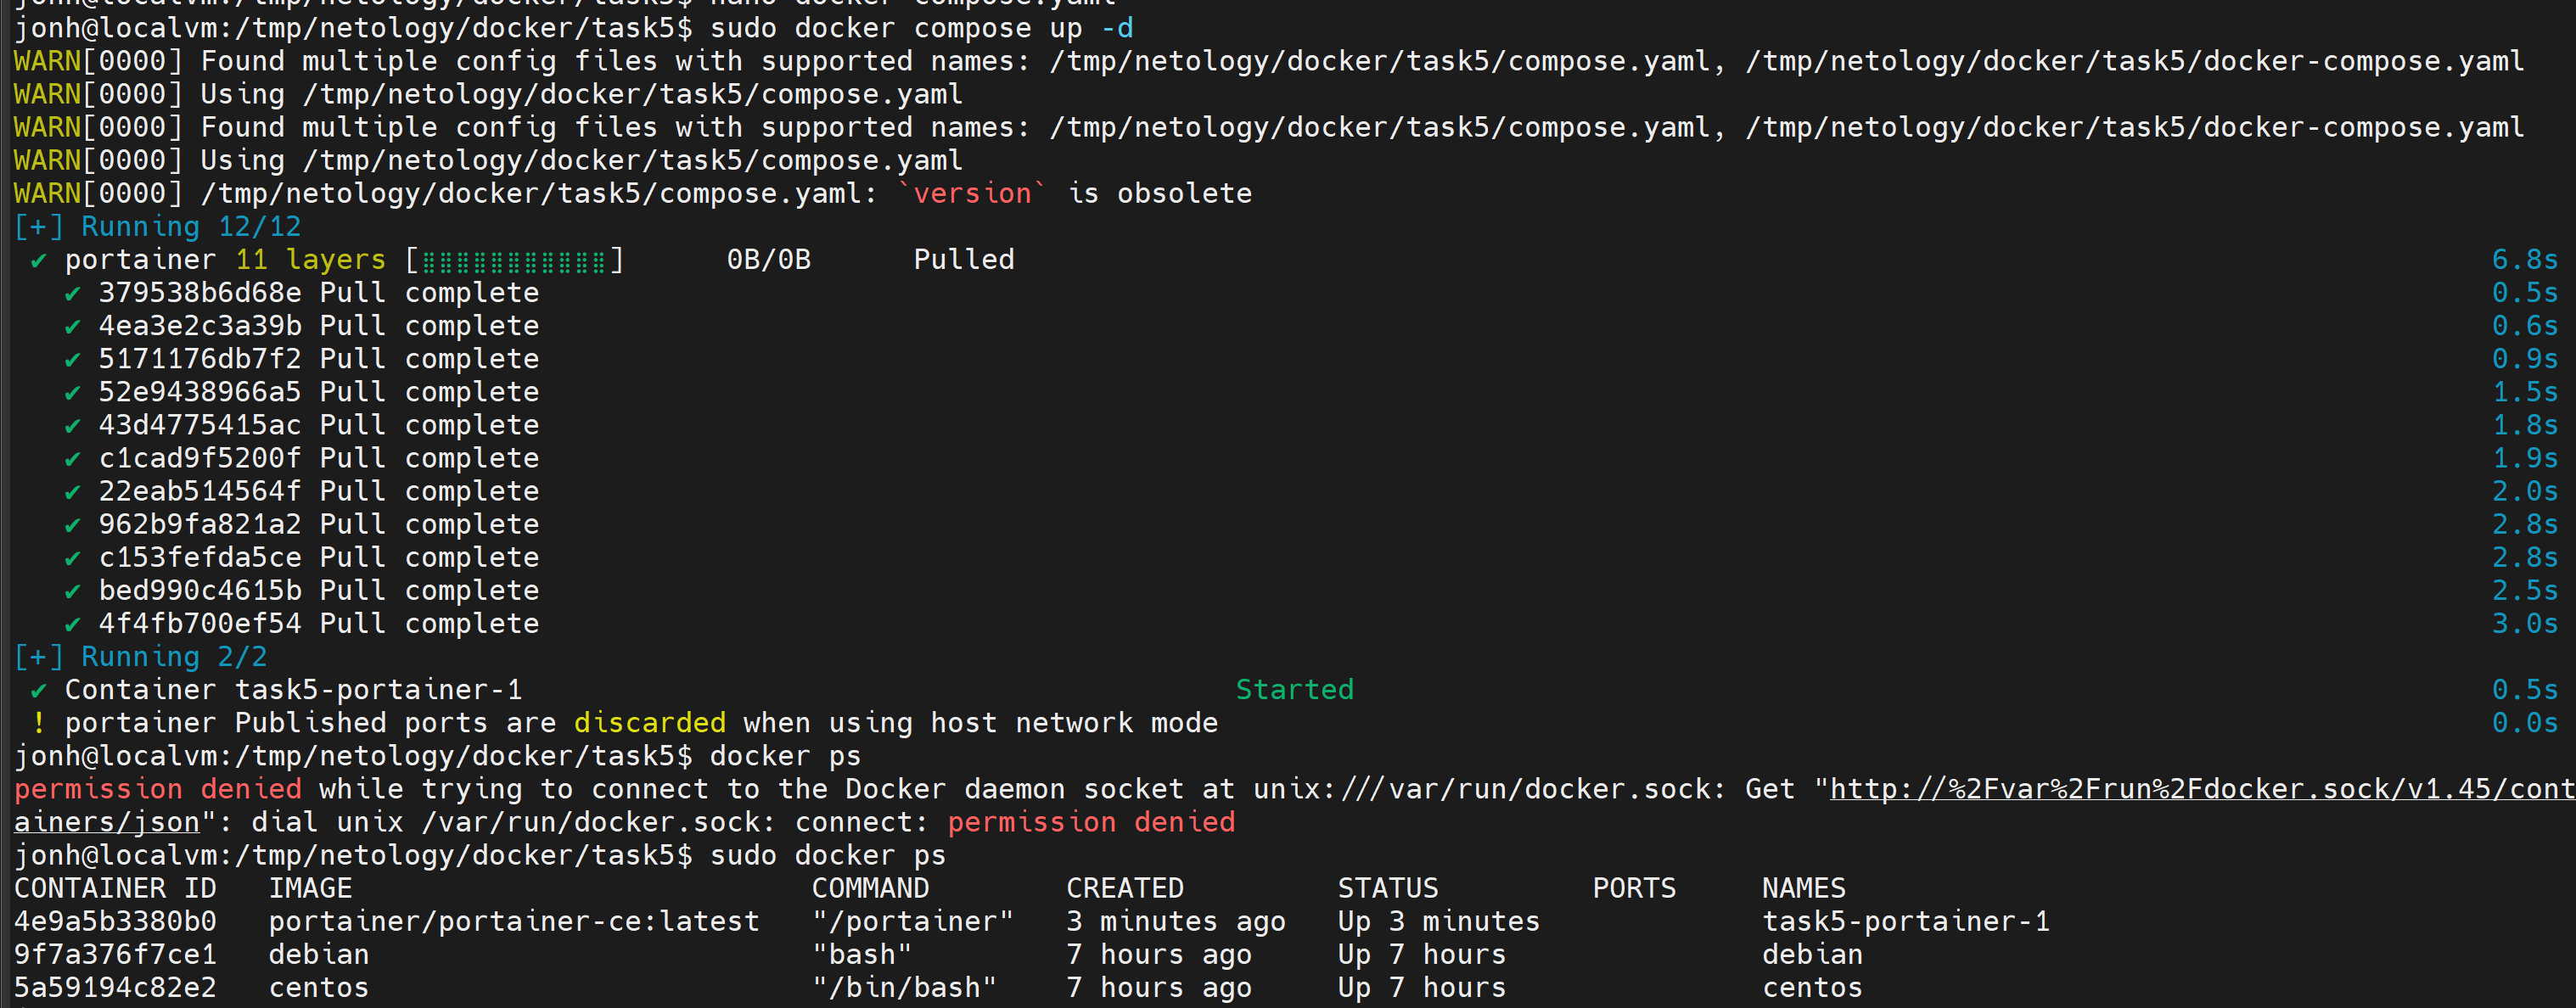 jonh@localvm:/tmp/netology/docker/task5$ nano docker-compose.yaml
jonh@localvm:/tmp/netology/docker/task5$ sudo docker compose up -d
WARN[0000] Found multiple config files with supported names: /tmp/netology/docker/task5/compose.yaml, /tmp/netology/docker/task5/docker-compose.yaml
WARN[0000] Using /tmp/netology/docker/task5/compose.yaml
WARN[0000] Found multiple config files with supported names: /tmp/netology/docker/task5/compose.yaml, /tmp/netology/docker/task5/docker-compose.yaml
WARN[0000] Using /tmp/netology/docker/task5/compose.yaml
WARN[0000] /tmp/netology/docker/task5/compose.yaml: `version` is obsolete
[+] Running 12/12
✔ portainer 11 layers [⣿⣿⣿⣿⣿⣿⣿⣿⣿⣿⣿] 0B/0B Pulled 6.8s
✔ 379538b6d68e Pull complete 0.5s
✔ 4ea3e2c3a39b Pull complete 0.6s
✔ 5171176db7f2 Pull complete 0.9s
✔ 52e9438966a5 Pull complete 1.5s
✔ 43d4775415ac Pull complete 1.8s
✔ c1cad9f5200f Pull complete 1.9s
✔ 22eab514564f Pull complete 2.0s
✔ 962b9fa821a2 Pull complete 2.8s
✔ c153fefda5ce Pull complete 2.8s
✔ bed990c4615b Pull complete 2.5s
✔ 4f4fb700ef54 Pull complete 3.0s
[+] Running 2/2
✔ Container task5-portainer-1 Started 0.5s
! portainer Published ports are discarded when using host network mode 0.0s
jonh@localvm:/tmp/netology/docker/task5$ docker ps
permission denied while trying to connect to the Docker daemon socket at unix:///var/run/docker.sock: Get "http://%2Fvar%2Frun%2Fdocker.sock/v1.45/cont
ainers/json": dial unix /var/run/docker.sock: connect: permission denied
jonh@localvm:/tmp/netology/docker/task5$ sudo docker ps
CONTAINER ID IMAGE COMMAND CREATED STATUS PORTS NAMES
4e9a5b3380b0 portainer/portainer-ce:latest "/portainer" 3 minutes ago Up 3 minutes task5-portainer-1
9f7a376f7ce1 debian "bash" 7 hours ago Up 7 hours debian
5a59194c82e2 centos "/bin/bash" 7 hours ago Up 7 hours centos